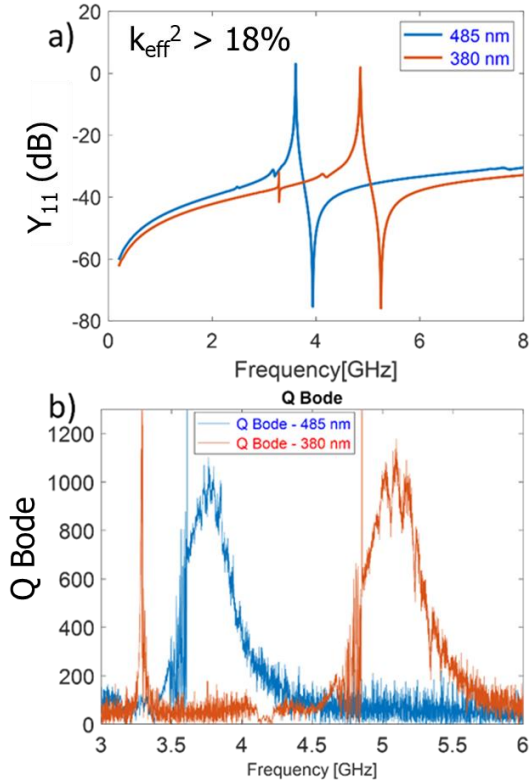 a)
k_eff² > 18%
485 nm
380 nm
20
0
-20
-40
-60
-80
Y₁₁ (dB)
0 2 4 6 8
Frequency[GHz]
b)
Q Bode
Q Bode - 485 nm
Q Bode - 380 nm
1200
1000
800
600
400
200
0
Q Bode
3 3.5 4 4.5 5 5.5 6
Frequency [GHz]